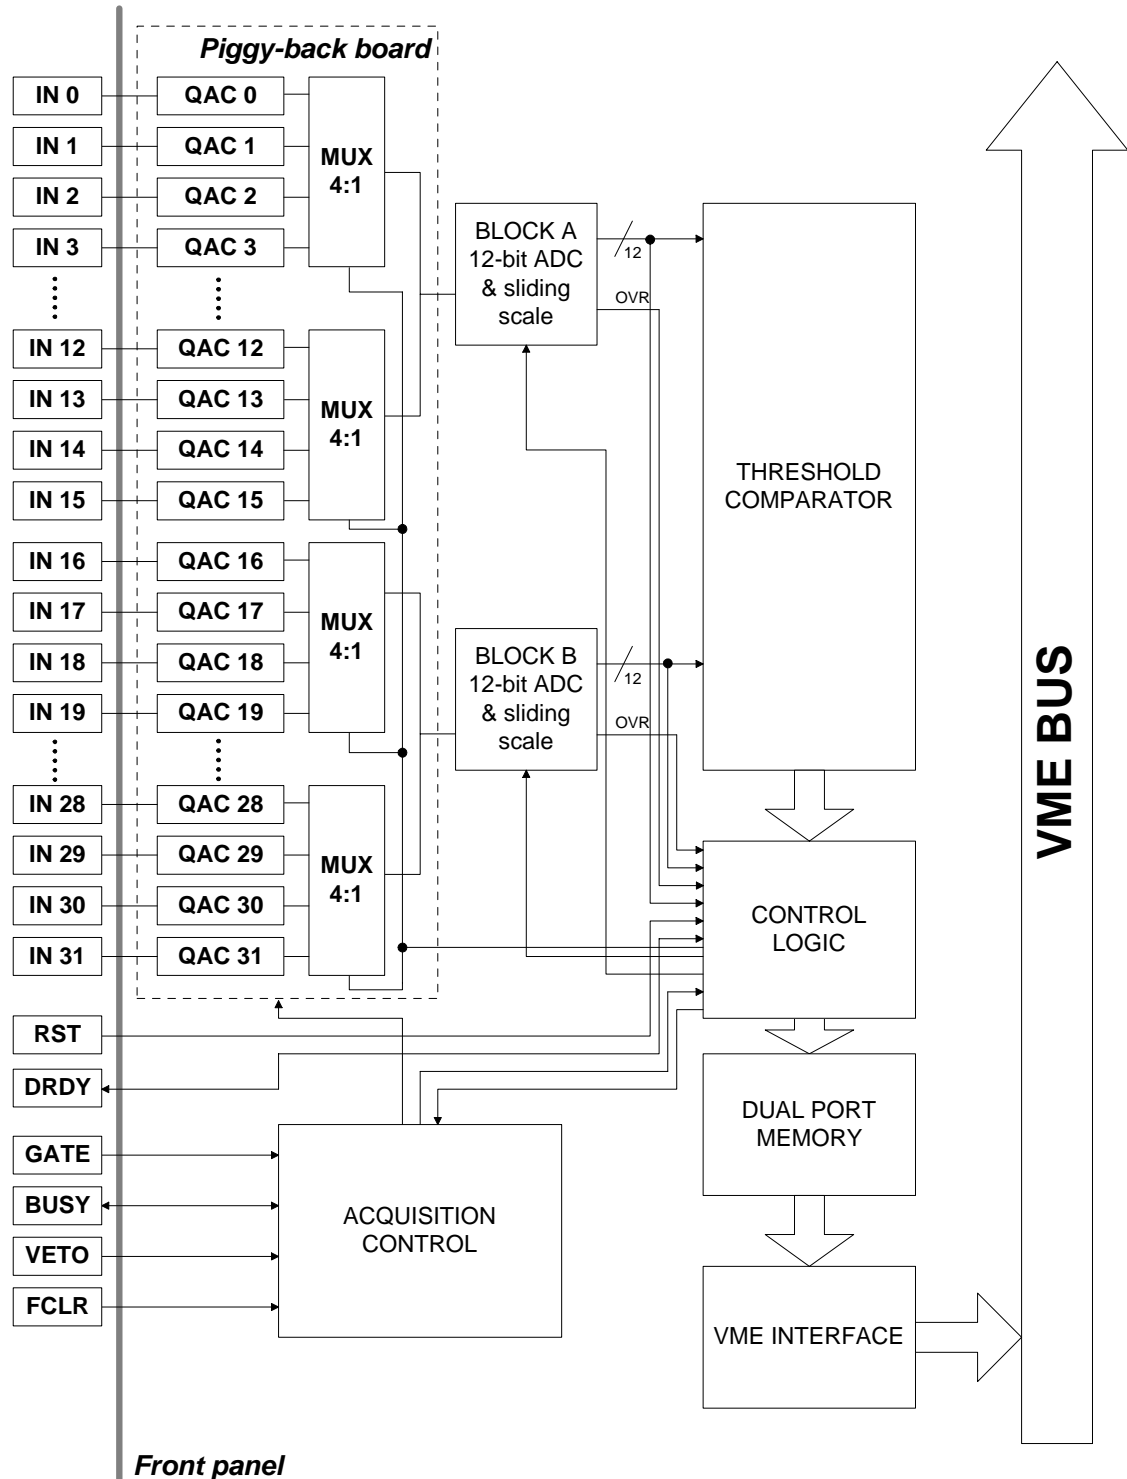 Piggy-back board
IN 0
QAC 0
IN 1
QAC 1
IN 2
QAC 2
IN 3
QAC 3
MUX
4:1
IN 12
QAC 12
IN 13
QAC 13
IN 14
QAC 14
IN 15
QAC 15
MUX
4:1
IN 16
QAC 16
IN 17
QAC 17
IN 18
QAC 18
IN 19
QAC 19
MUX
4:1
IN 28
QAC 28
IN 29
QAC 29
IN 30
QAC 30
IN 31
QAC 31
MUX
4:1
BLOCK A
12-bit ADC
& sliding
scale
12
OVR
BLOCK B
12-bit ADC
& sliding
scale
12
OVR
THRESHOLD
COMPARATOR
CONTROL
LOGIC
DUAL PORT
MEMORY
VME INTERFACE
VME BUS
RST
DRDY
GATE
BUSY
VETO
FCLR
ACQUISITION
CONTROL
Front panel